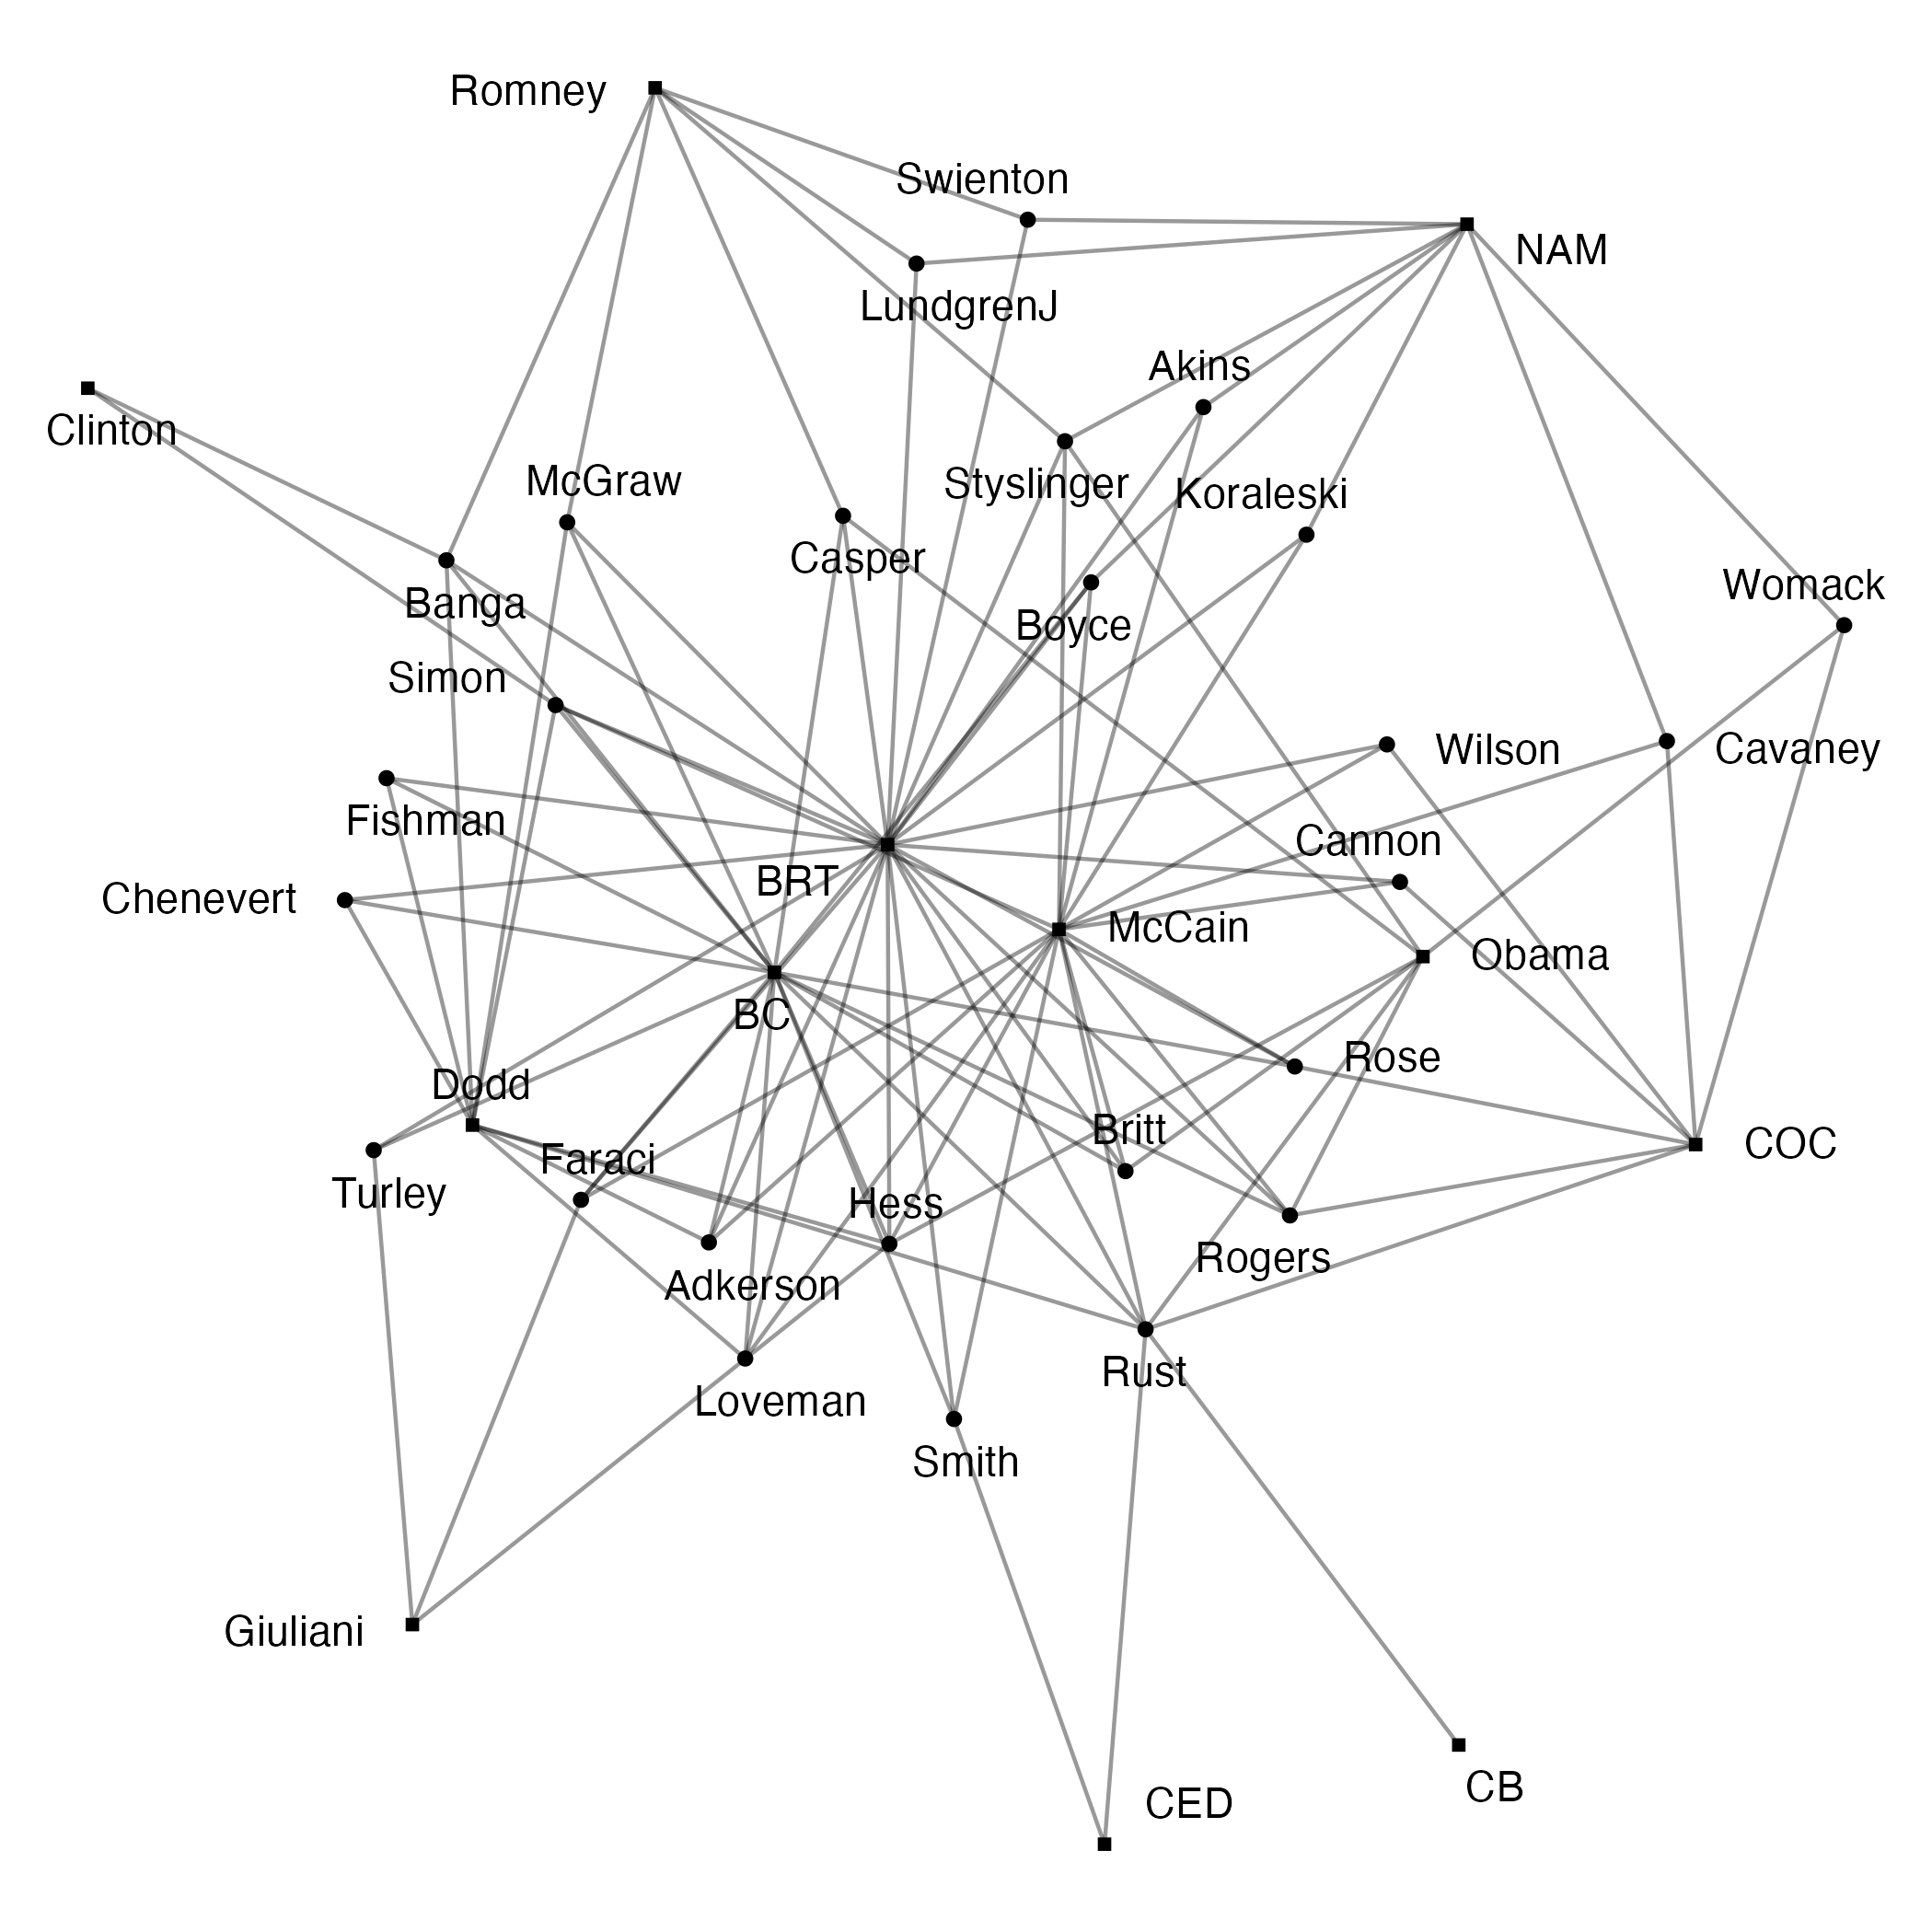 Romney
Swienton
NAM
LundgrenJ
Akins
Clinton
McGraw
Styslinger
Koraleski
Casper
Womack
Banga
Boyce
Simon
Wilson
Cavaney
Fishman
Cannon
BRT
Chenevert
McCain
Obama
BC
Rose
Dodd
Britt
COC
Faraci
Turley
Hess
Rogers
Adkerson
Rust
Loveman
Smith
Giuliani
CB
CED